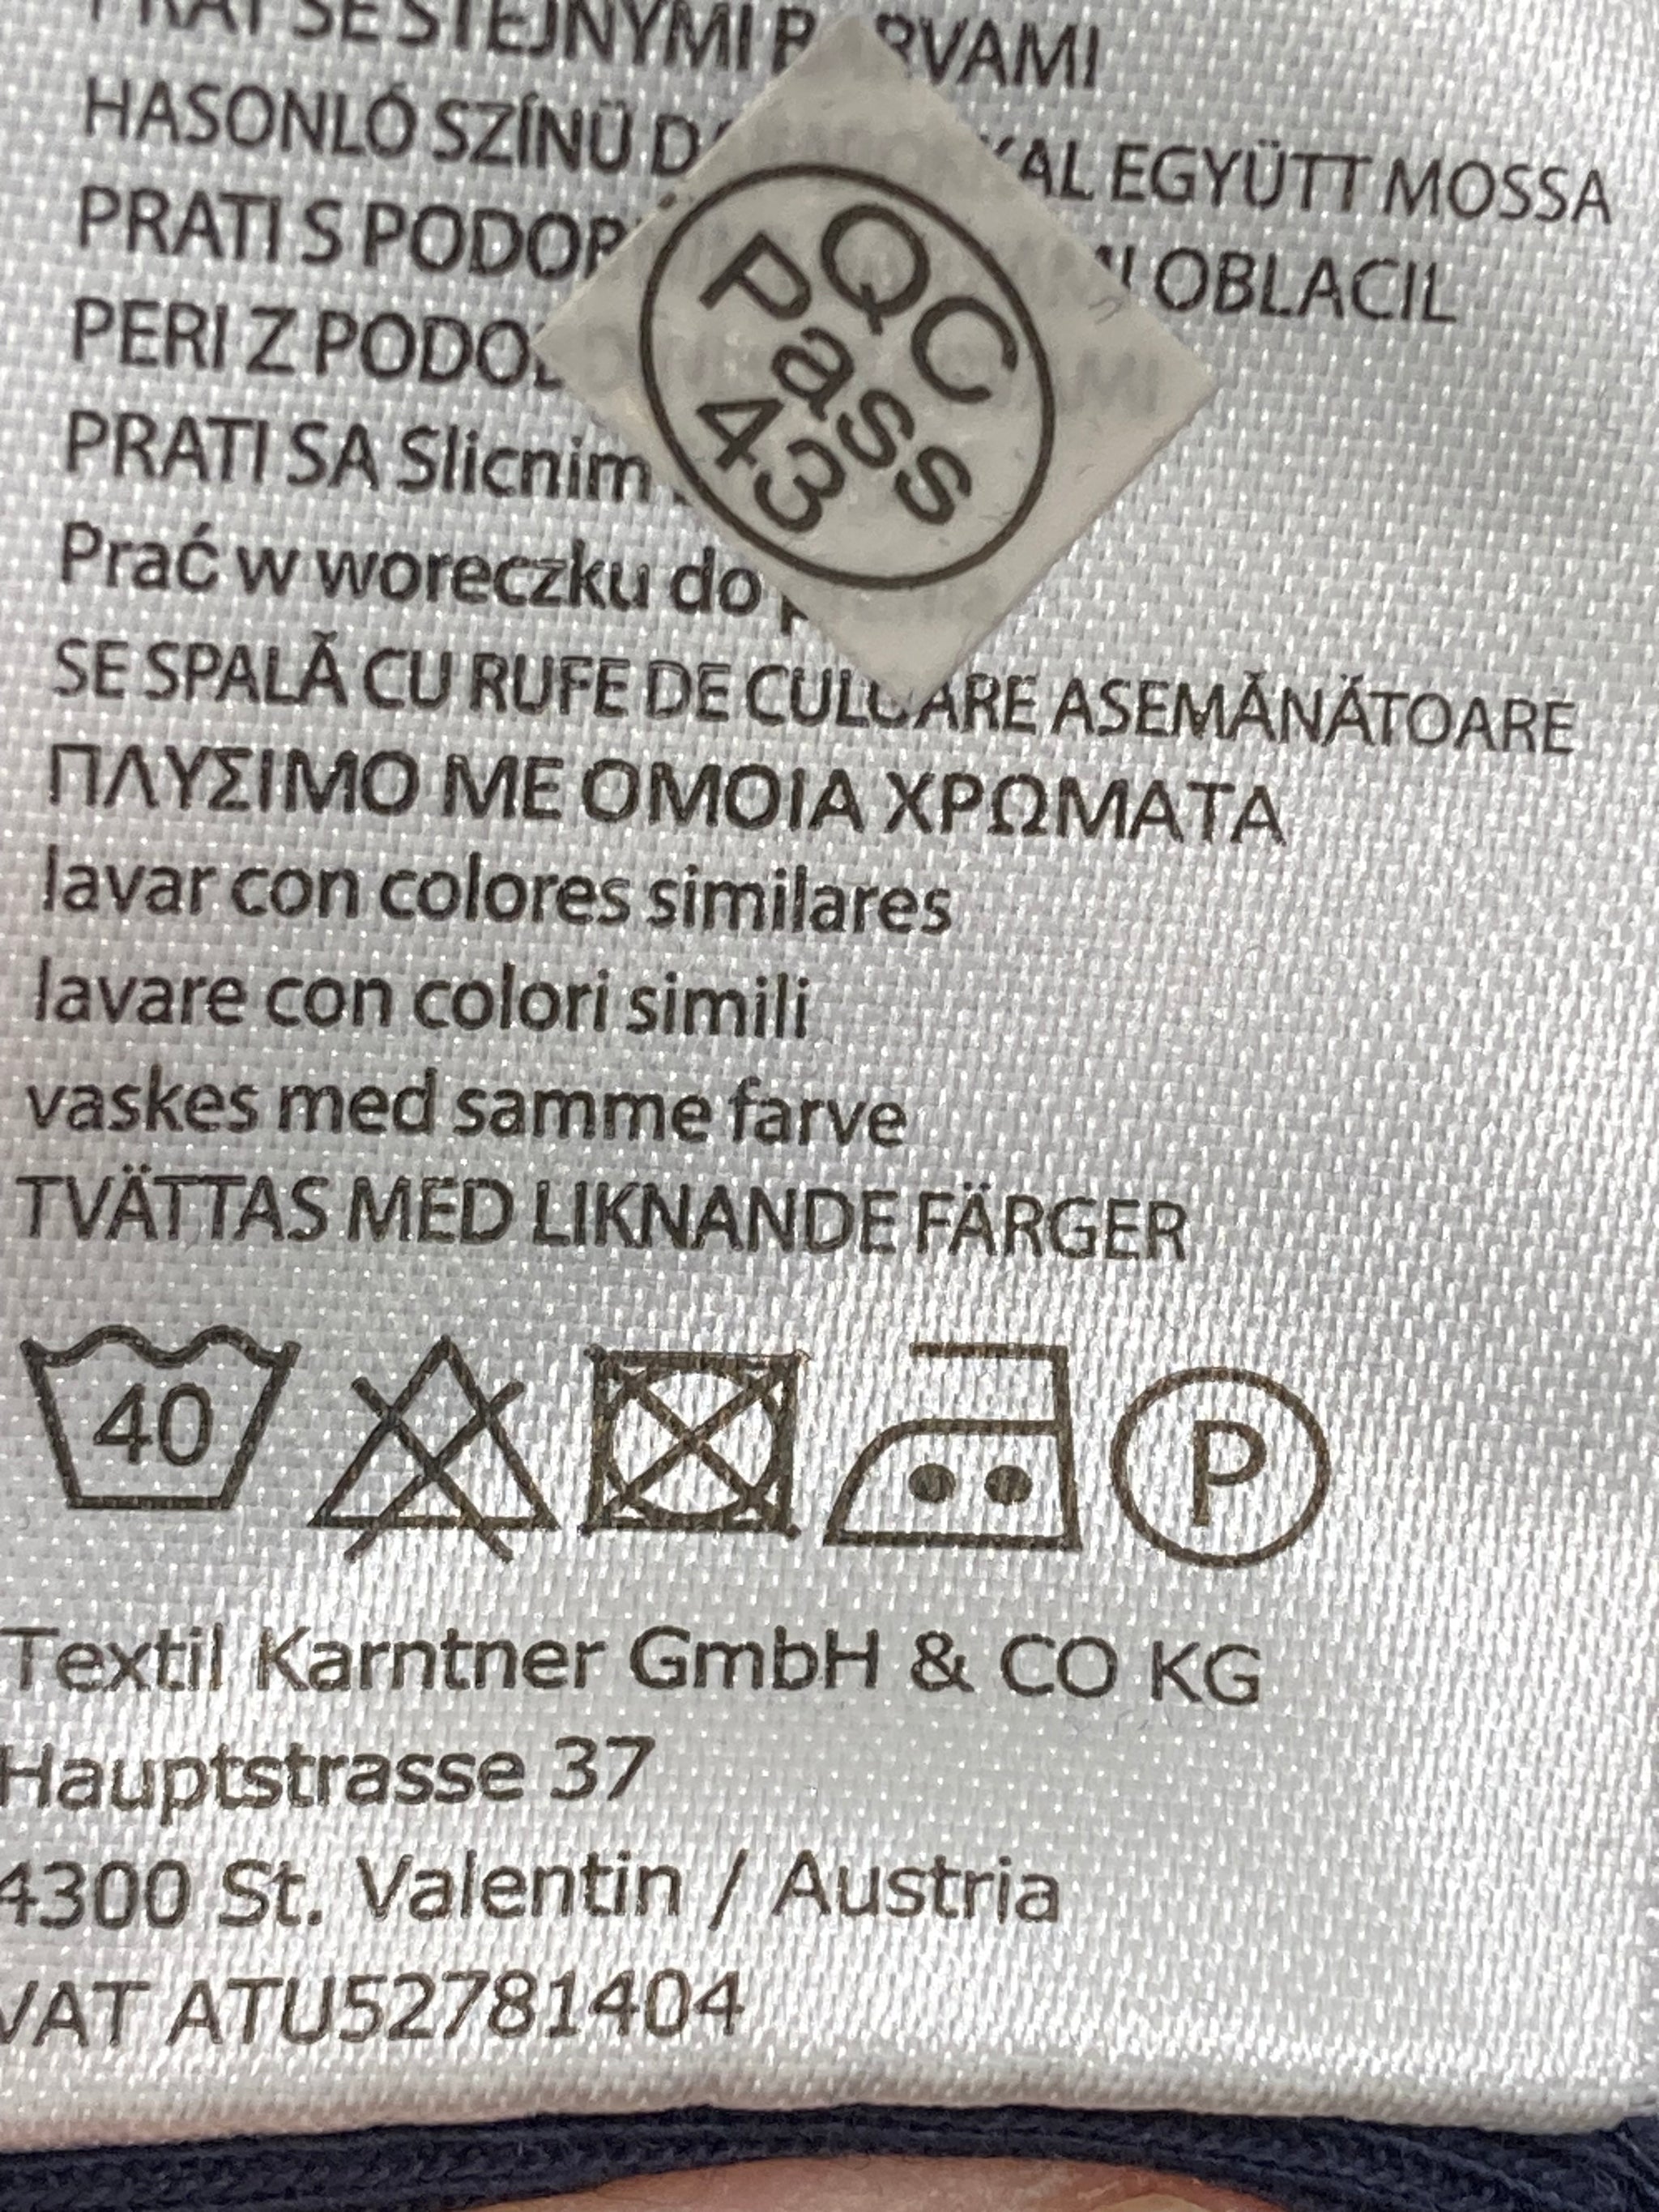 SE STEJNÝMI
HASONLÓ SZÍNŰ EGYÜTT MOSSA
PRATI S OBLACIL
PERI Z
PRATI SA Slicnim
Prać w woreczku do
SE SPALĂ CU RUFE DE CULOARE ASEMĂNĂTOARE
ΠΛΥΣΙΜΟ ΜΕ ΟΜΟΙΑ ΧΡΩΜΑΤΑ
lavar con colores similares
lavare con colori simili
vaskes med samme farve
TVÄTTAS MED LIKNANDE FÄRGER
QC
Pass
43
40
P
Textil Karntner GmbH & CO KG
Hauptstrasse 37
4300 St. Valentin / Austria
VAT ATU52781404